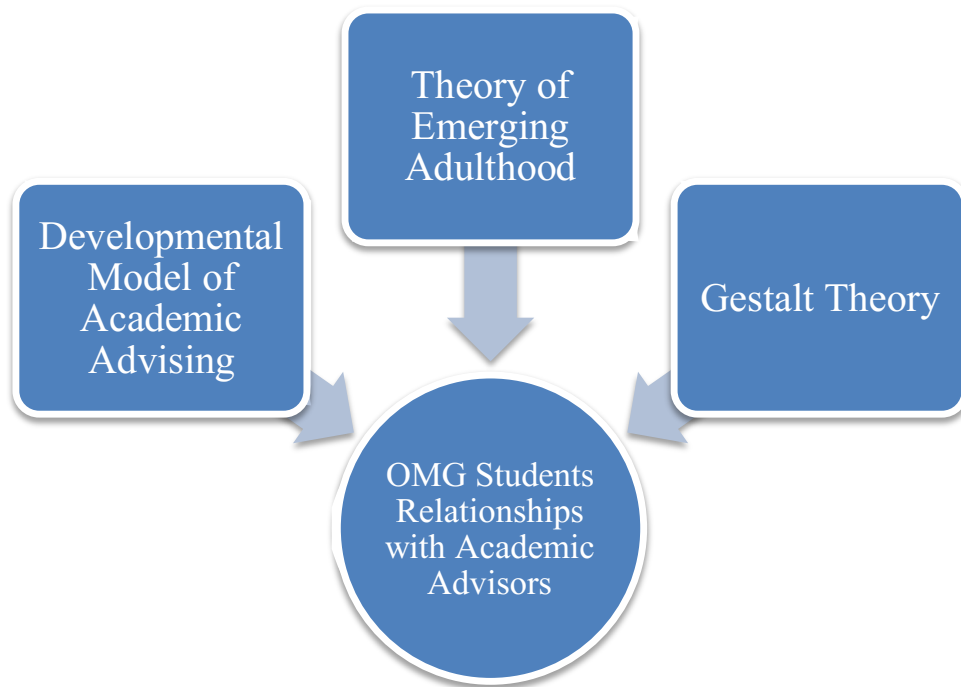 Theory of
Emerging
Adulthood
Developmental
Model of
Academic
Advising
Gestalt Theory
OMG Students
Relationships
with Academic
Advisors